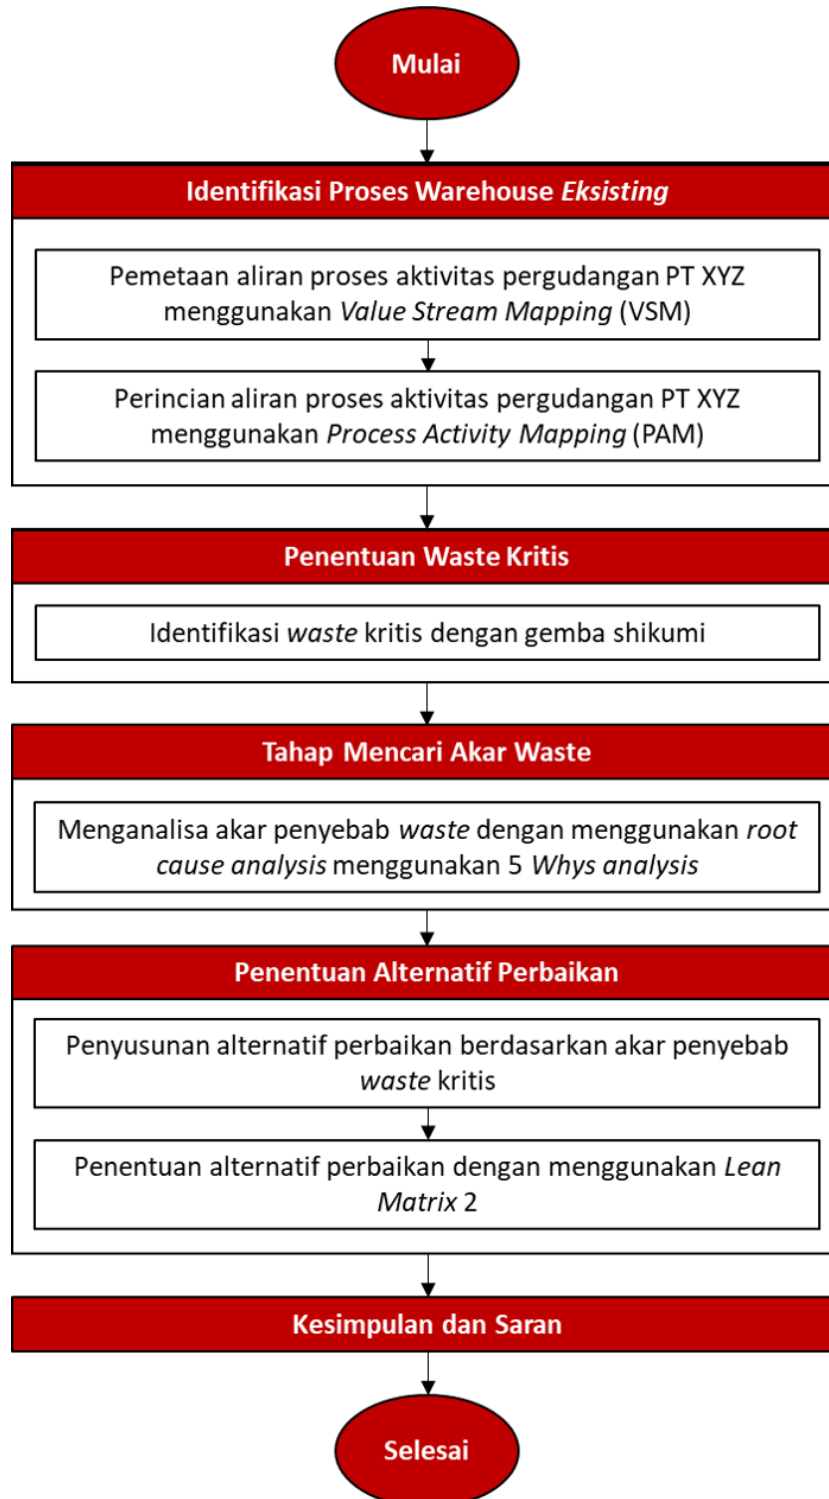 Mulai
Identifikasi Proses Warehouse Eksisting
Pemetaan aliran proses aktivitas pergudangan PT XYZ
menggunakan Value Stream Mapping (VSM)
Perincian aliran proses aktivitas pergudangan PT XYZ
menggunakan Process Activity Mapping (PAM)
Penentuan Waste Kritis
Identifikasi waste kritis dengan gemba shikumi
Tahap Mencari Akar Waste
Menganalisa akar penyebab waste dengan menggunakan root
cause analysis menggunakan 5 Whys analysis
Penentuan Alternatif Perbaikan
Penyusunan alternatif perbaikan berdasarkan akar penyebab
waste kritis
Penentuan alternatif perbaikan dengan menggunakan Lean
Matrix 2
Kesimpulan dan Saran
Selesai